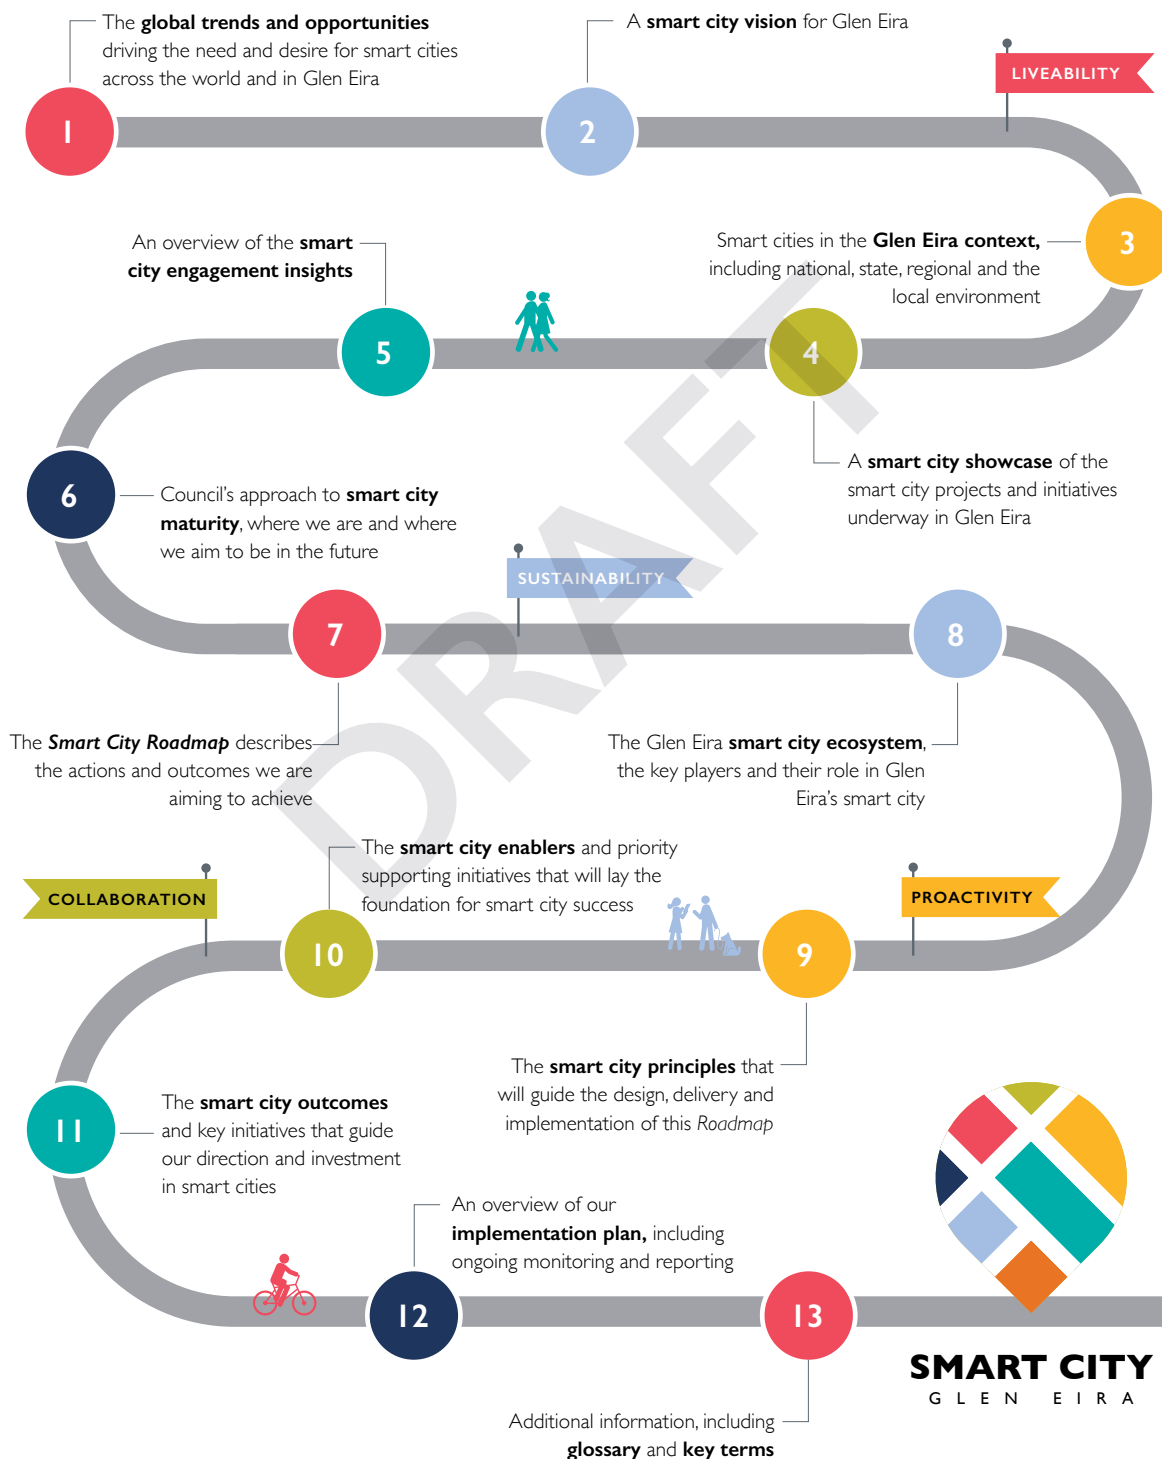 The global trends and opportunities
driving the need and desire for smart cities
across the world and in Glen Eira
1
A smart city vision for Glen Eira
2
LIVEABILITY
Smart cities in the Glen Eira context,
including national, state, regional and the
local environment
3
A smart city showcase of the
smart city projects and initiatives
underway in Glen Eira
4
An overview of the smart
city engagement insights
5
Council's approach to smart city
maturity, where we are and where
we aim to be in the future
6
The Smart City Roadmap describes
the actions and outcomes we are
aiming to achieve
7
SUSTAINABILITY
The Glen Eira smart city ecosystem,
the key players and their role in Glen
Eira's smart city
8
PROACTIVITY
The smart city principles that
will guide the design, delivery and
implementation of this Roadmap
9
The smart city enablers and priority
supporting initiatives that will lay the
foundation for smart city success
10
COLLABORATION
The smart city outcomes
and key initiatives that guide
our direction and investment
in smart cities
11
An overview of our
implementation plan, including
ongoing monitoring and reporting
12
Additional information, including
glossary and key terms
13
SMART CITY
GLEN EIRA
DRAFT